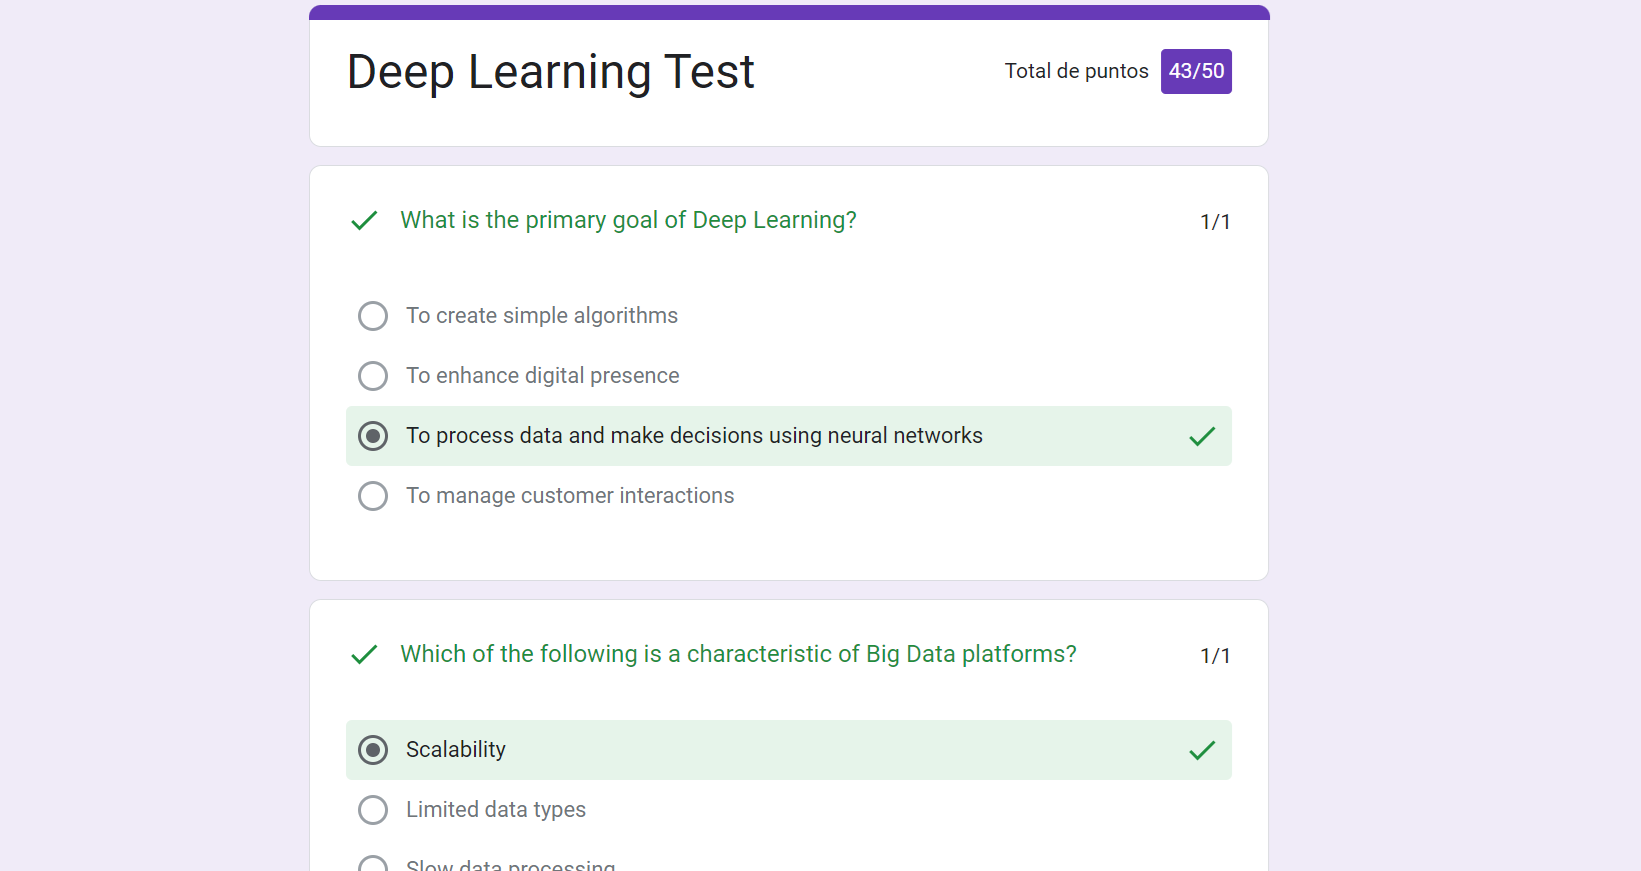 Deep Learning Test
Total de puntos 43/50
What is the primary goal of Deep Learning? 1/1
To create simple algorithms
To enhance digital presence
To process data and make decisions using neural networks
To manage customer interactions
Which of the following is a characteristic of Big Data platforms? 1/1
Scalability
Limited data types
Slow data processing